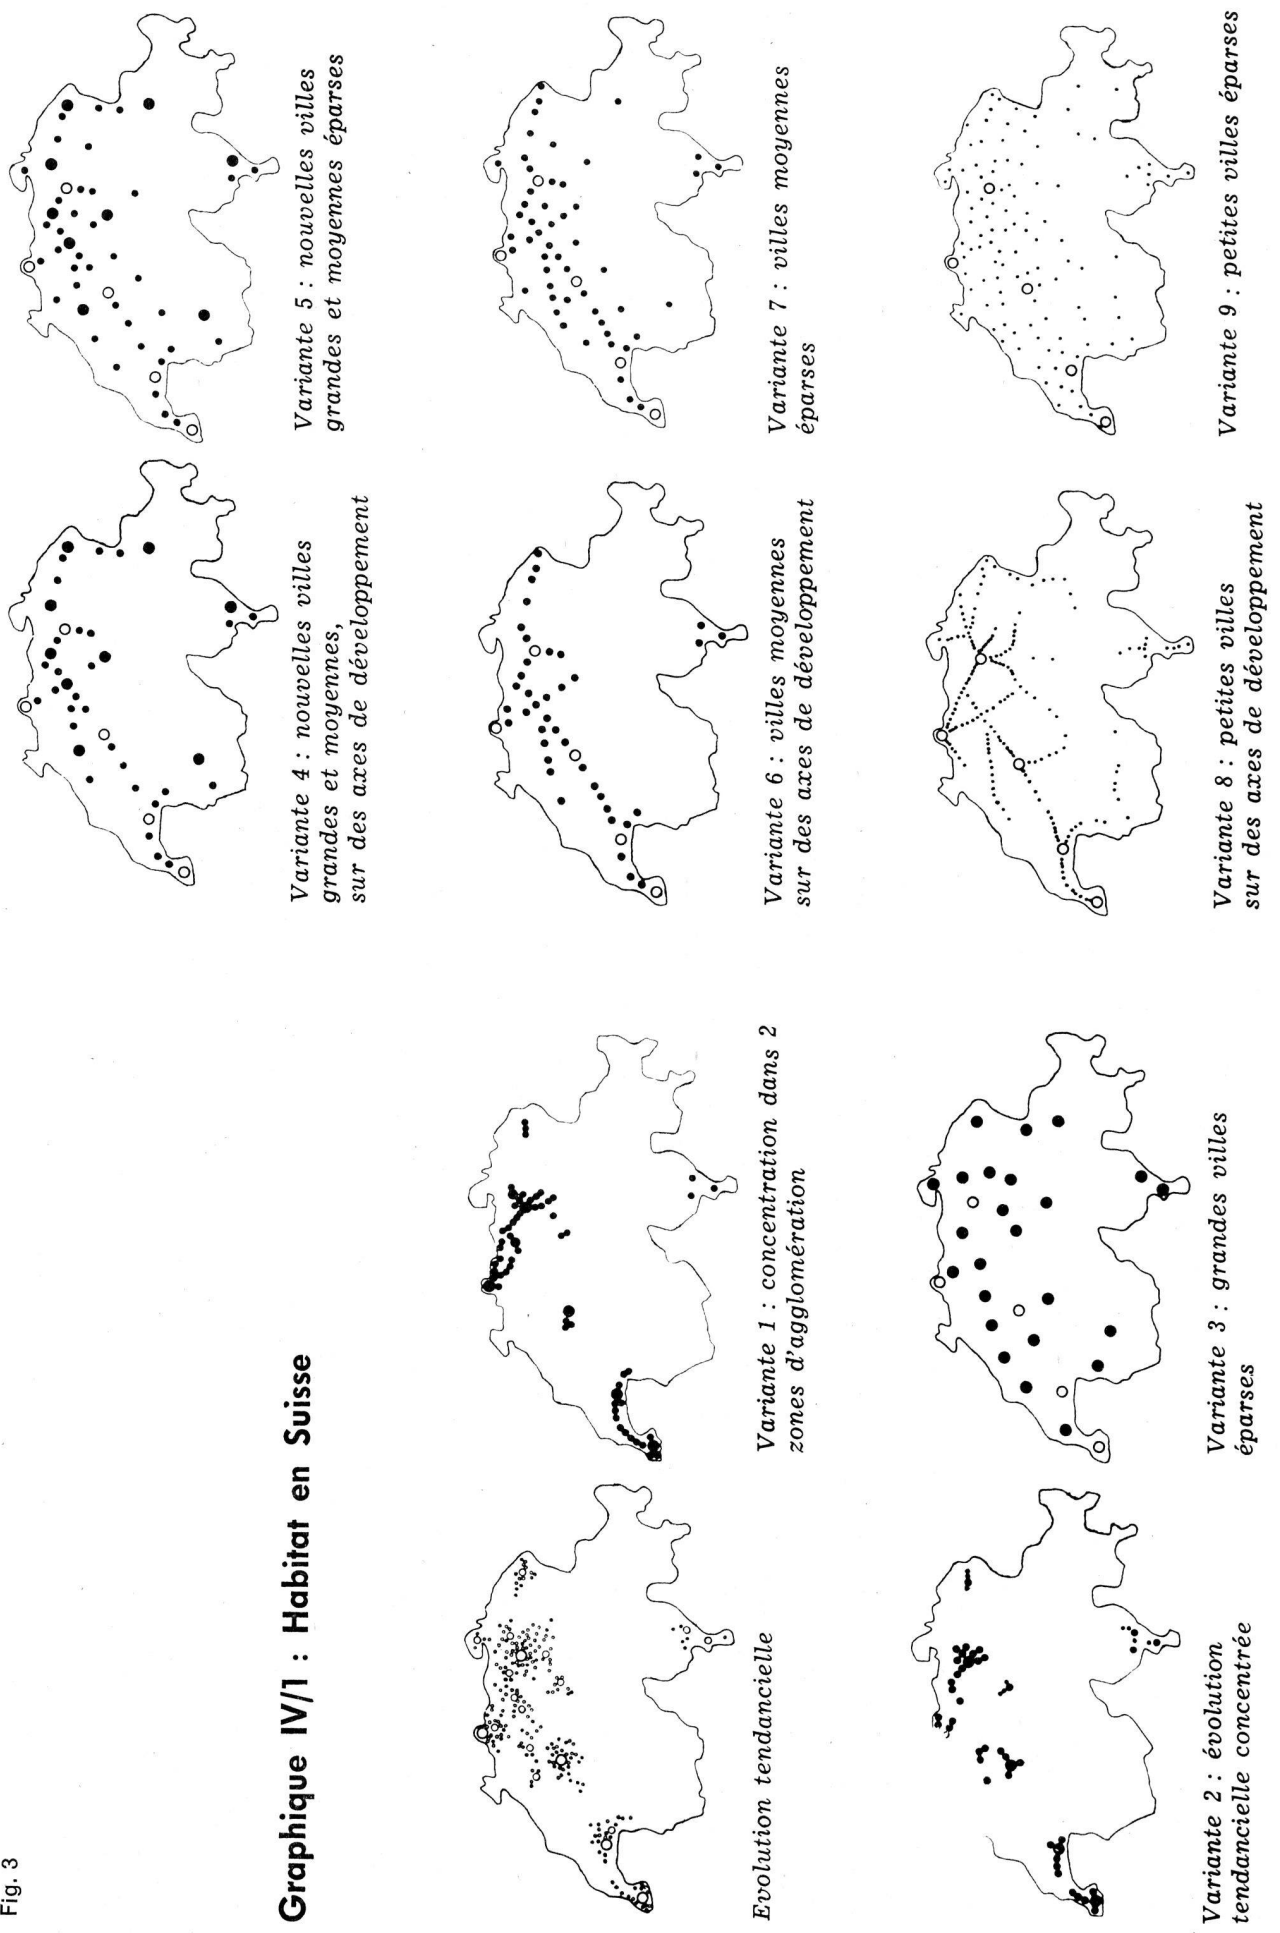 Fig. 3
Graphique IV/1 : Habitat en Suisse
Evolution tendancielle
Variante 1 : concentration dans 2
zones d'agglomération
Variante 2 : évolution
tendancielle concentrée
Variante 3 : grandes villes
éparses
Variante 4 : nouvelles villes
grandes et moyennes,
sur des axes de développement
Variante 5 : nouvelles villes
grandes et moyennes éparses
Variante 6 : villes moyennes
sur des axes de développement
Variante 7 : villes moyennes
éparses
Variante 8 : petites villes
sur des axes de développement
Variante 9 : petites villes éparses